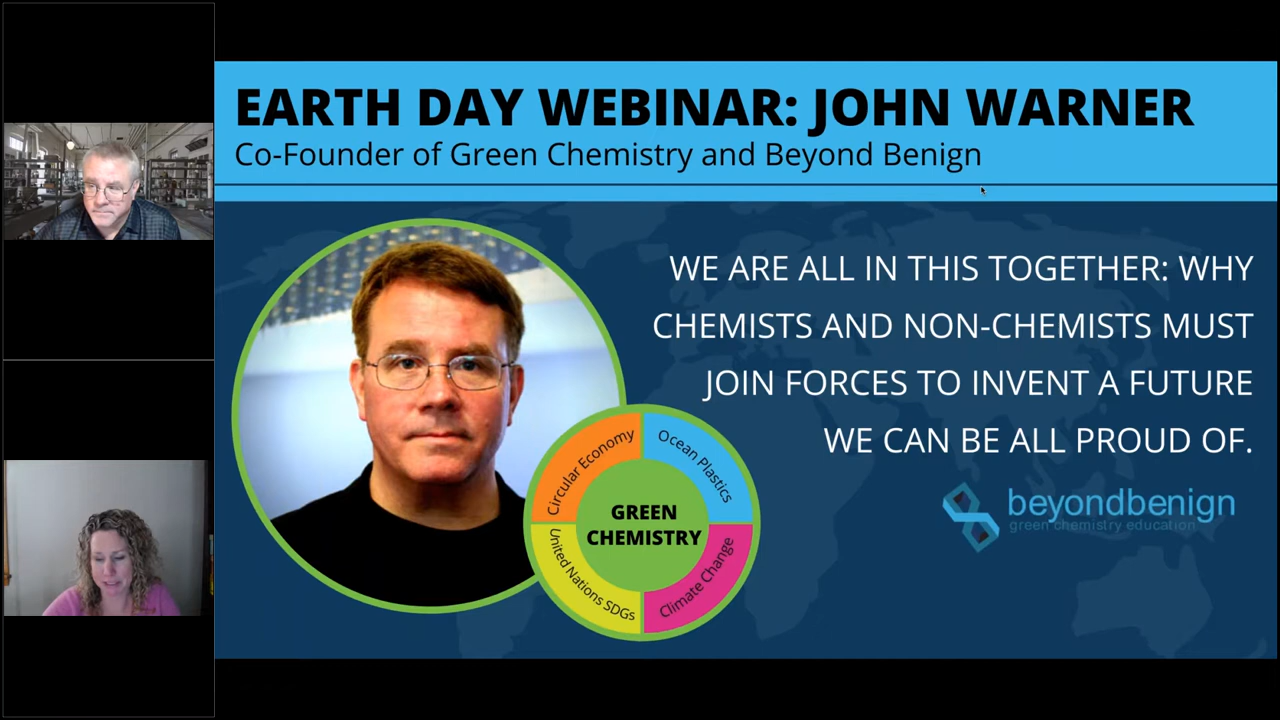 EARTH DAY WEBINAR: JOHN WARNER
Co-Founder of Green Chemistry and Beyond Benign
WE ARE ALL IN THIS TOGETHER: WHY
CHEMISTS AND NON-CHEMISTS MUST
JOIN FORCES TO INVENT A FUTURE
WE CAN BE ALL PROUD OF.
Circular Economy
Ocean Plastics
GREEN
CHEMISTRY
United Nations SDGs
Climate Change
beyondbenign
green chemistry education